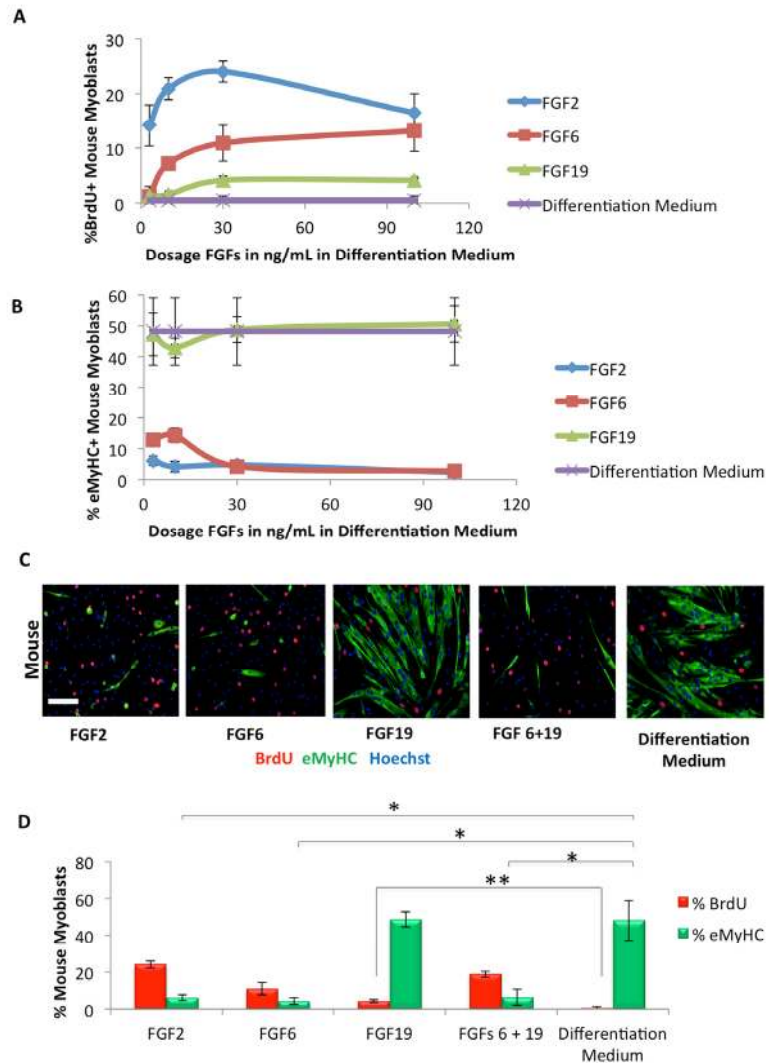 A
%BrdU+ Mouse Myoblasts
30
20
10
0
0 30 60 90 120
Dosage FGFs in ng/mL in Differentiation Medium
FGF2
FGF6
FGF19
Differentiation Medium
B
% eMyHC+ Mouse Myoblasts
60
50
40
30
20
10
0
0 30 60 90 120
Dosage FGFs in ng/mL in Differentiation Medium
FGF2
FGF6
FGF19
Differentiation Medium
C
Mouse
FGF2
FGF6
FGF19
FGF 6+19
Differentiation
Medium
BrdU eMyHC Hoechst
D
*
*
*
**
% Mouse Myoblasts
80
60
40
20
0
FGF2
FGF6
FGF19
FGFs 6 + 19
Differentiation
Medium
% BrdU
% eMyHC